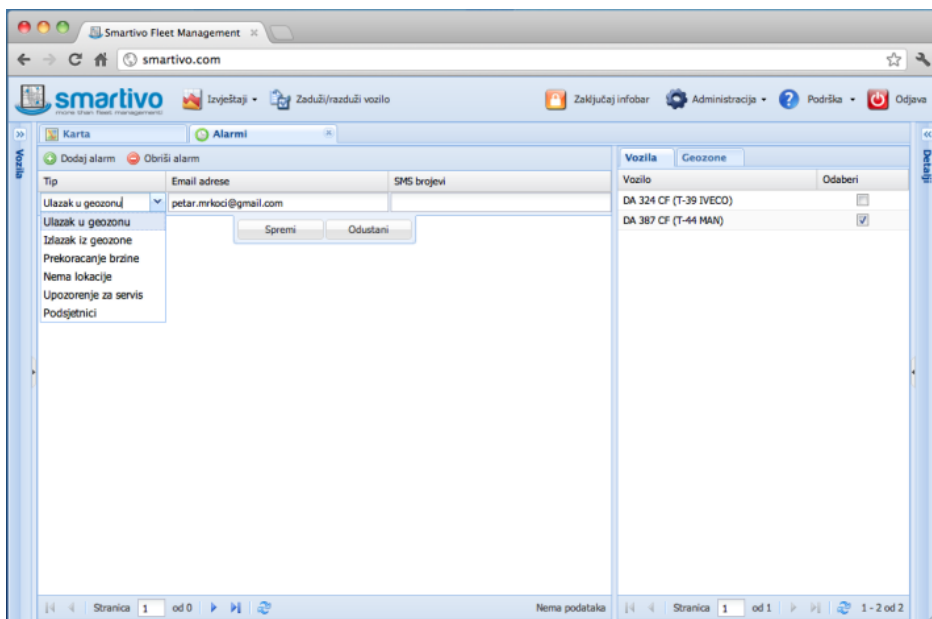 Smartivo Fleet Management
smartivo.com
smartivo
more than fleet management
Izvještaji
Zaduži/razduži vozilo
Zaključaj infobar
Administracija
Podrška
Odjava
Vozila
Karta
Alarmi
Dodaj alarm
Obriši alarm
Tip
Email adrese
SMS brojevi
Ulazak u geozonu
petar.mrkoci@gmail.com
Ulazak u geozonu
Izlazak iz geozone
Prekoracanje brzine
Nema lokacije
Upozorenje za servis
Podsjetnici
Spremi
Odustani
Stranica 1 od 0
Nema podataka
Vozila
Geozone
Vozilo
Odaberi
DA 324 CF (T-39 IVECO)
DA 387 CF (T-44 MAN)
Stranica 1 od 1
1 - 2 od 2
Detalji